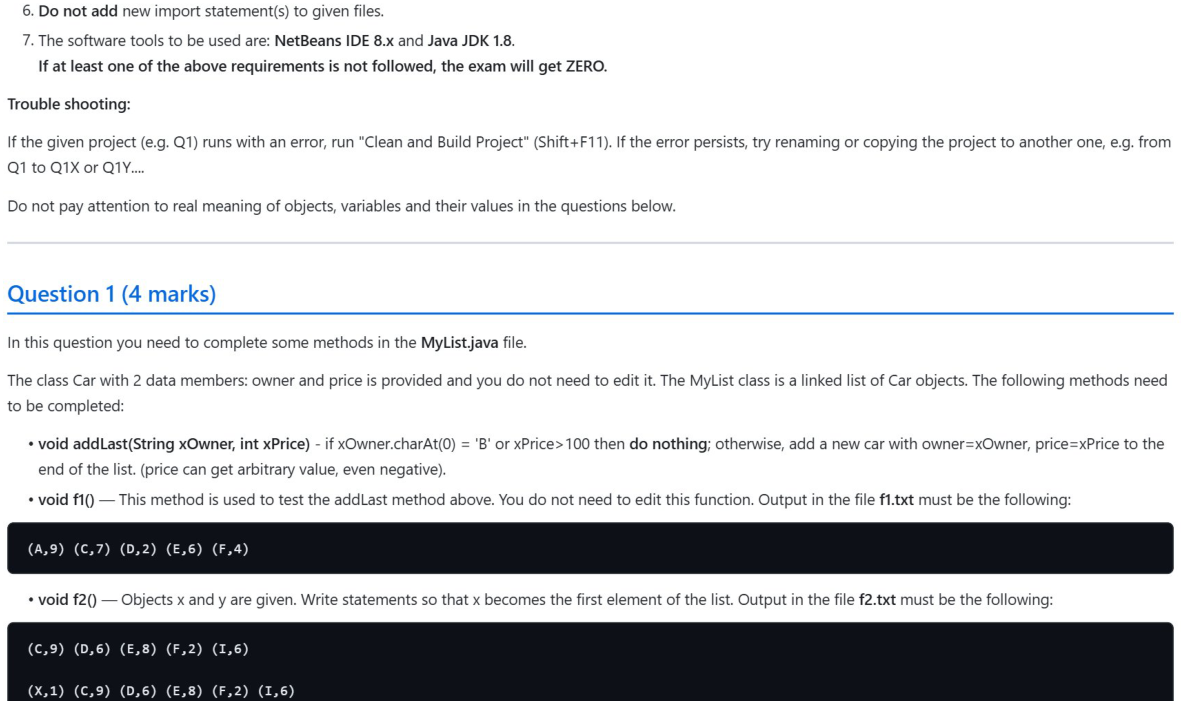 6. Do not add new import statement(s) to given files.
7. The software tools to be used are: NetBeans IDE 8.x and Java JDK 1.8.
If at least one of the above requirements is not followed, the exam will get ZERO.
Trouble shooting:
If the given project (e.g. Q1) runs with an error, run "Clean and Build Project" (Shift+F11). If the error persists, try renaming or copying the project to another one, e.g. from
Q1 to Q1X or Q1Y....
Do not pay attention to real meaning of objects, variables and their values in the questions below.
Question 1 (4 marks)
In this question you need to complete some methods in the MyList.java file.
The class Car with 2 data members: owner and price is provided and you do not need to edit it. The MyList class is a linked list of Car objects. The following methods need
to be completed:
• void addLast(String xOwner, int xPrice) - if xOwner.charAt(0) = 'B' or xPrice>100 then do nothing; otherwise, add a new car with owner=xOwner, price=xPrice to the
end of the list. (price can get arbitrary value, even negative).
• void f1() — This method is used to test the addLast method above. You do not need to edit this function. Output in the file f1.txt must be the following:
(A,9) (C,7) (D,2) (E,6) (F,4)
• void f2() — Objects x and y are given. Write statements so that x becomes the first element of the list. Output in the file f2.txt must be the following:
(C,9) (D,6) (E,8) (F,2) (I,6)
(X,1) (C,9) (D,6) (E,8) (F,2) (I,6)